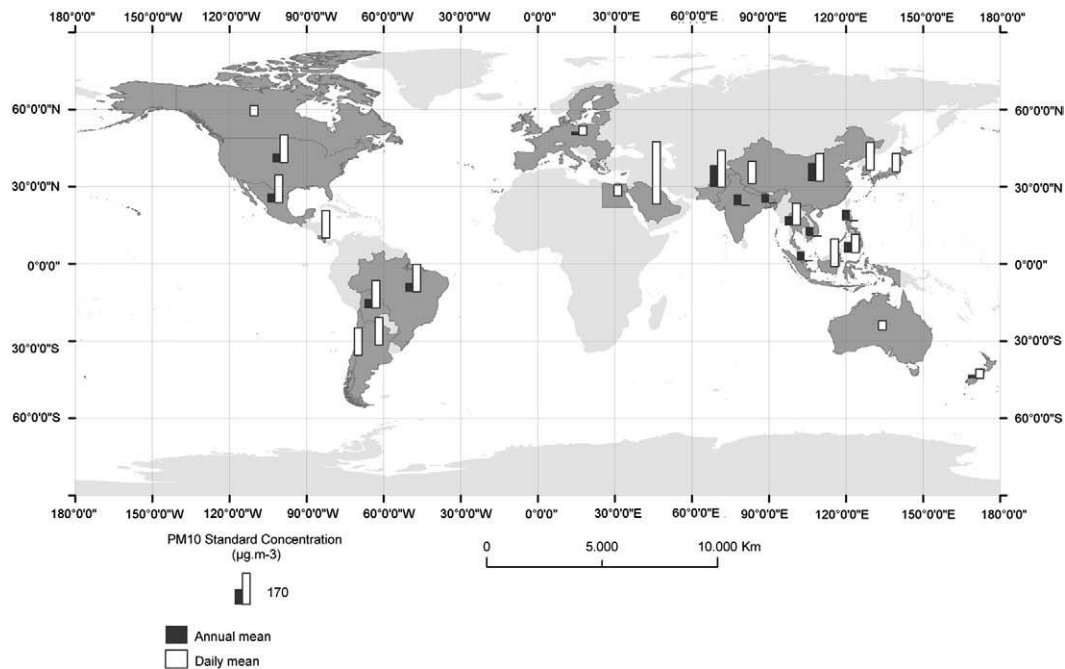 180°0'0" 150°0'0"W 120°0'0"W 90°0'0"W 60°0'0"W 30°0'0"W 0°0'0" 30°0'0"E 60°0'0"E 90°0'0"E 120°0'0"E 150°0'0"E 180°0'0"
60°0'0"N 60°0'0"N
30°0'0"N 30°0'0"N
0°0'0" 0°0'0"
30°0'0"S 30°0'0"S
60°0'0"S 60°0'0"S
180°0'0" 150°0'0"W 120°0'0"W 90°0'0"W 60°0'0"W 30°0'0"W 0°0'0" 30°0'0"E 60°0'0"E 90°0'0"E 120°0'0"E 150°0'0"E 180°0'0"
PM10 Standard Concentration
(µg.m-3)
170
Annual mean
Daily mean
0 5.000 10.000 Km